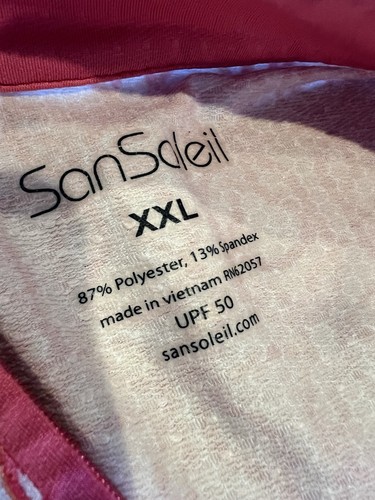 SanSoleil
XXL
87% Polyester, 13% Spandex
made in vietnam RN62057
UPF 50
sansoleil.com